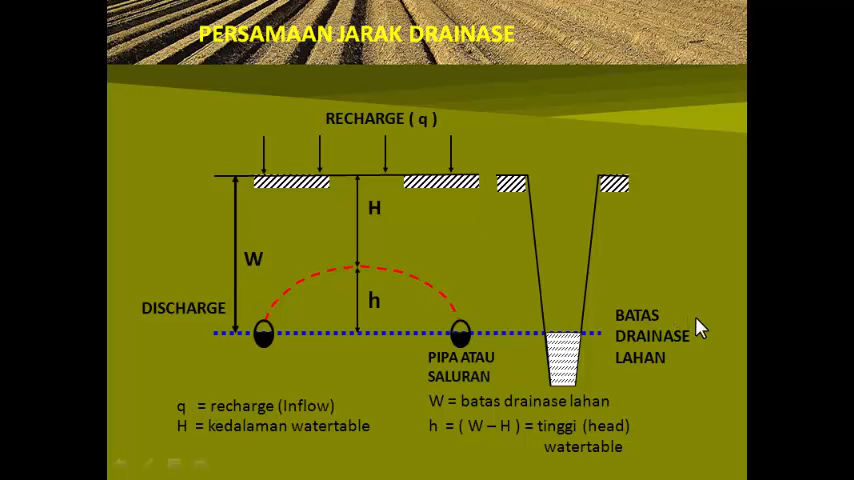 PERSAMAAN JARAK DRAINASE
RECHARGE ( q )
H
W
h
DISCHARGE
BATAS
DRAINASE
LAHAN
PIPA ATAU
SALURAN
q = recharge (Inflow)
H = kedalaman watertable
W = batas drainase lahan
h = ( W – H ) = tinggi (head)
watertable